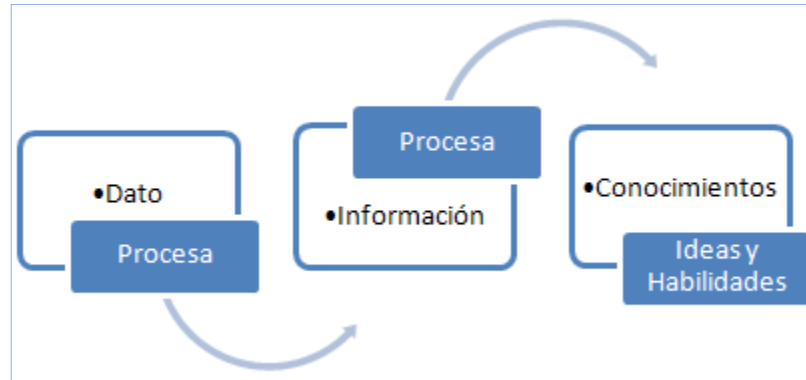 •Dato
Procesa
Procesa
•Información
•Conocimientos
Ideas y
Habilidades